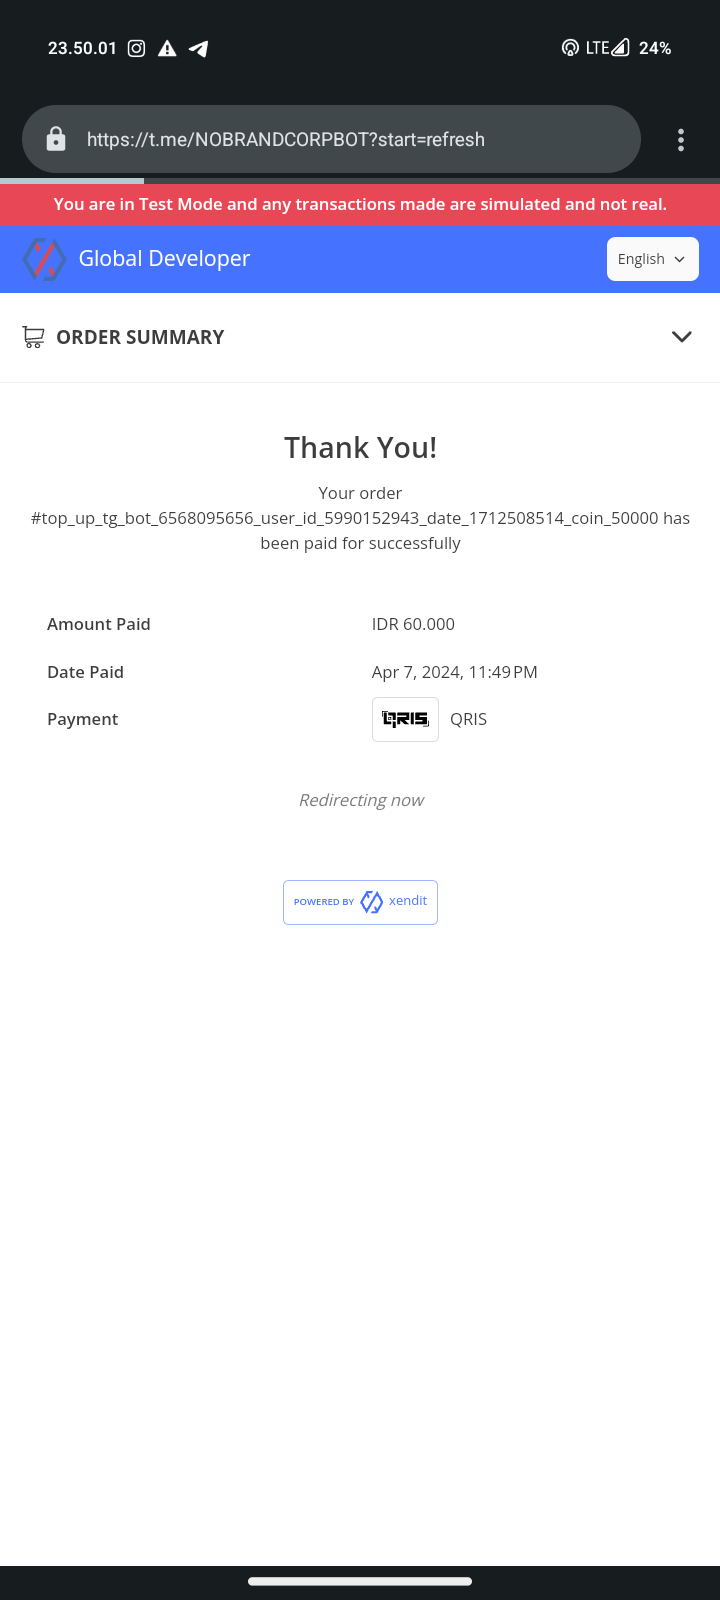 23.50.01 LTE 24%
https://t.me/NOBRANDCORPBOT?start=refresh
You are in Test Mode and any transactions made are simulated and not real.
Global Developer English
ORDER SUMMARY
Thank You!
Your order
#top_up_tg_bot_6568095656_user_id_5990152943_date_1712508514_coin_50000 has
been paid for successfully
Amount Paid IDR 60.000
Date Paid Apr 7, 2024, 11:49 PM
Payment QRIS QRIS
Redirecting now
POWERED BY xendit